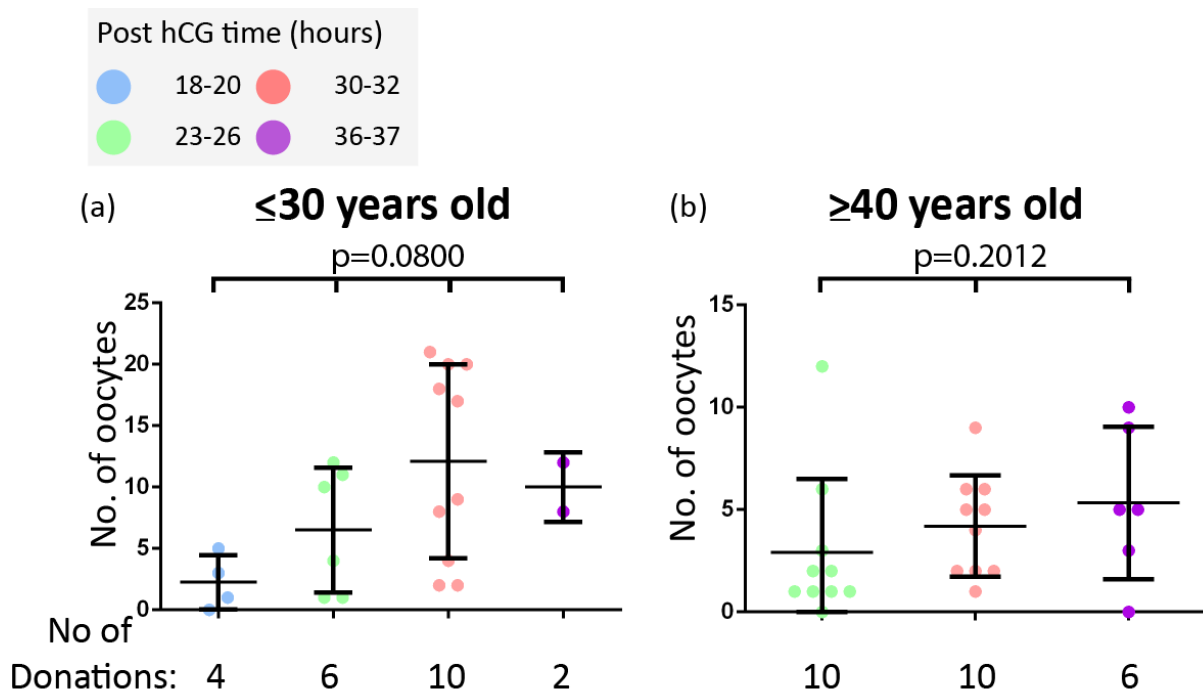 Post hCG time (hours)
18-20 30-32
23-26 36-37
(a) ≤30 years old
p=0.0800
25
20
15
10
5
0
No. of oocytes
No of
Donations: 4 6 10 2
(b) ≥40 years old
p=0.2012
15
10
5
0
No. of oocytes
10 10 6